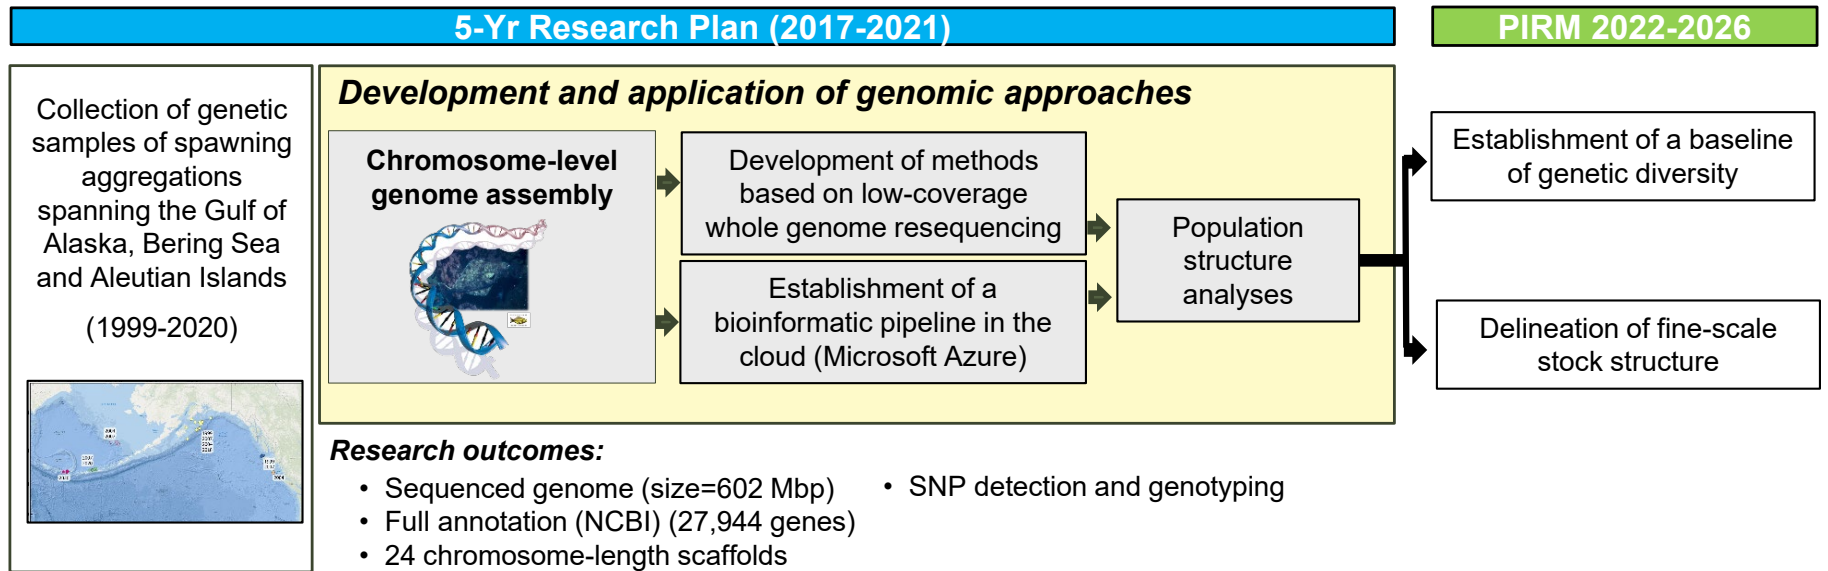 5-Yr Research Plan (2017-2021)
PIRM 2022-2026
Collection of genetic
samples of spawning
aggregations
spanning the Gulf of
Alaska, Bering Sea
and Aleutian Islands
(1999-2020)
Development and application of genomic approaches
Chromosome-level
genome assembly
Development of methods
based on low-coverage
whole genome resequencing
Establishment of a
bioinformatic pipeline in the
cloud (Microsoft Azure)
Population
structure
analyses
Establishment of a baseline
of genetic diversity
Delineation of fine-scale
stock structure
Research outcomes:
• Sequenced genome (size=602 Mbp)
• Full annotation (NCBI) (27,944 genes)
• 24 chromosome-length scaffolds
• SNP detection and genotyping